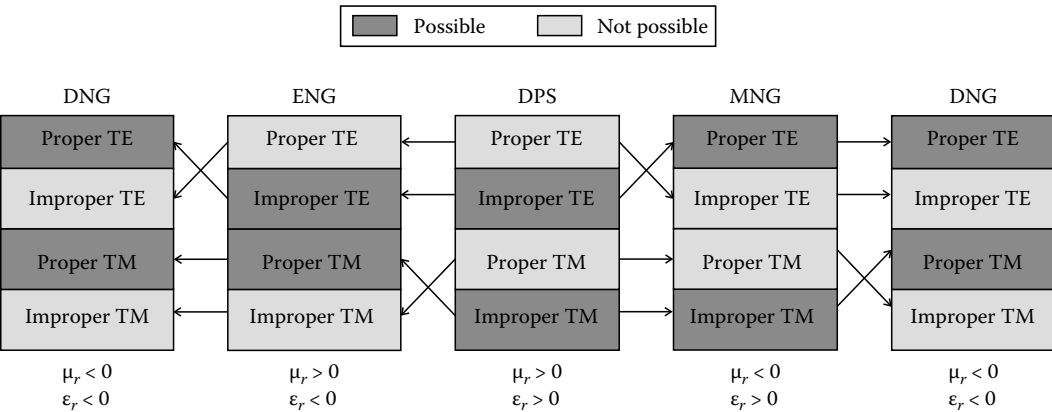 Possible Not possible
DNG ENG DPS MNG DNG
Proper TE Proper TE Proper TE Proper TE Proper TE
Improper TE Improper TE Improper TE Improper TE Improper TE
Proper TM Proper TM Proper TM Proper TM Proper TM
Improper TM Improper TM Improper TM Improper TM Improper TM
μr < 0 μr > 0 μr > 0 μr < 0 μr < 0
εr < 0 εr < 0 εr > 0 εr > 0 εr < 0